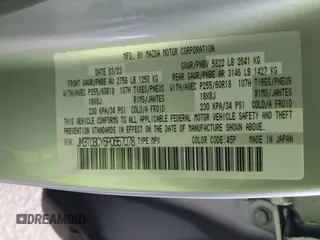 MFD. BY MAZDA MOTOR CORPORATION
DATE 03/23 GVWR/PNBV 5822 LB 2641 KG
FRONT GAWR/PNBE AV 2756 LB 1250 KG REAR GAWR/PNBE AR 3146 LB 1427 KG
WITH/AVEC P255/60R18 107H TIRES/PNEUS WITH/AVEC P255/60R18 107H TIRES/PNEUS
18X8J RIMS/JANTES 18X8J RIMS/JANTES
230 KPA/34 PSI COLD/A FROID 230 KPA/34 PSI COLD/A FROID
THIS VEHICLE CONFORMS TO ALL APPLICABLE FEDERAL
MOTOR VEHICLE SAFETY, BUMPER, AND THEFT PREVENTION
STANDARDS IN EFFECT ON THE DATE OF MANUFACTURE
SHOWN ABOVE.
TYPE MPV COLOR CODE: 45P MADE IN JAPAN
DREAMBID